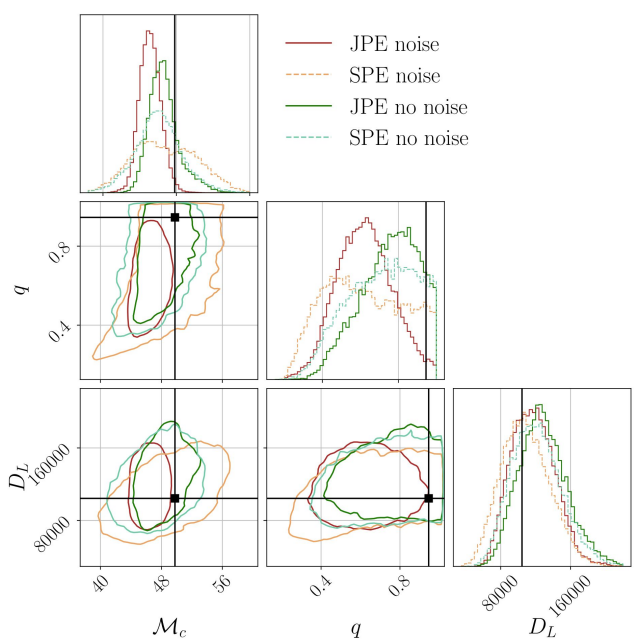 JPE noise
SPE noise
JPE no noise
SPE no noise
0.8
0.4
q
160000
80000
D_L
40 48 56
0.4 0.8
80000 160000
ℳ_c q D_L